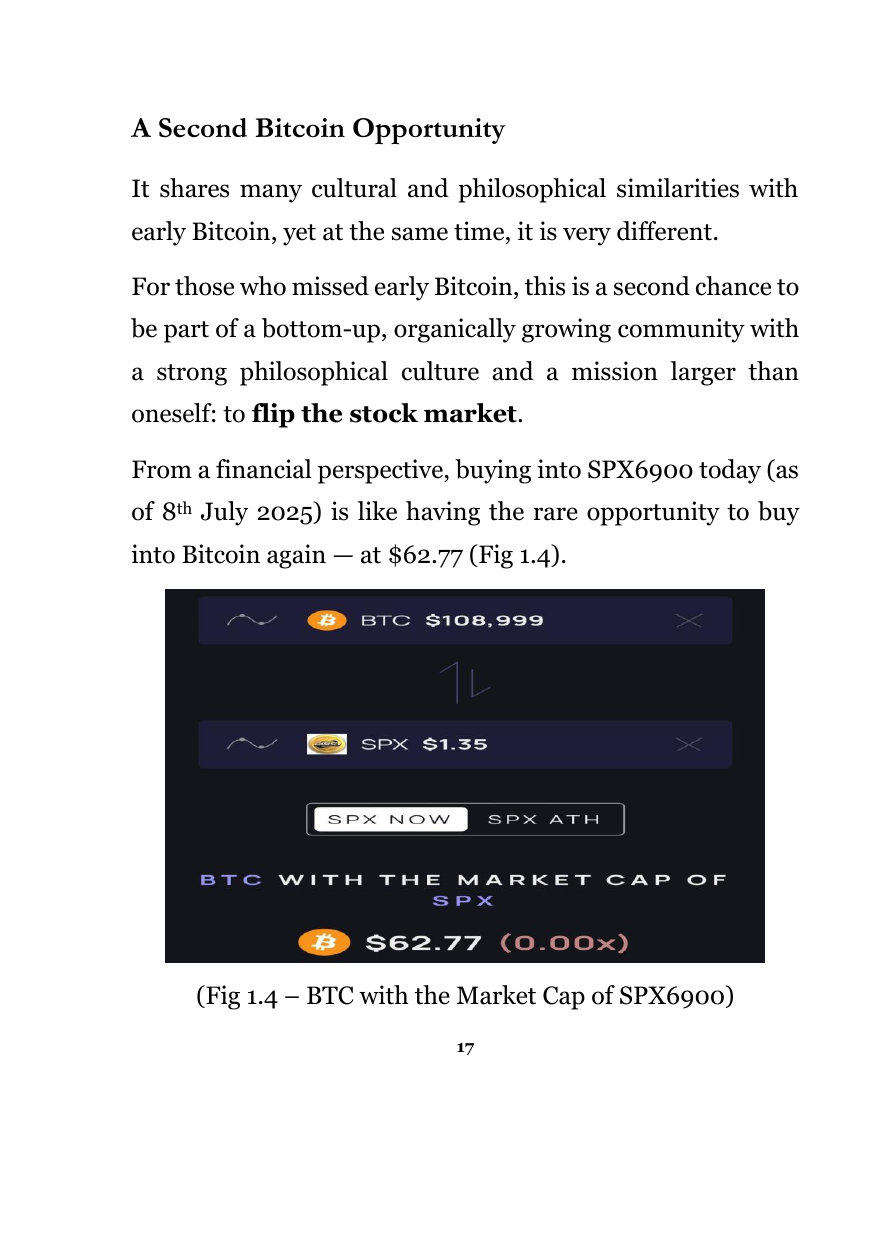 A Second Bitcoin Opportunity
It shares many cultural and philosophical similarities with
early Bitcoin, yet at the same time, it is very different.
For those who missed early Bitcoin, this is a second chance to
be part of a bottom-up, organically growing community with
a strong philosophical culture and a mission larger than
oneself: to flip the stock market.
From a financial perspective, buying into SPX6900 today (as
of 8th July 2025) is like having the rare opportunity to buy
into Bitcoin again — at $62.77 (Fig 1.4).
BTC $108,999
SPX $1.35
SPX NOW SPX ATH
BTC WITH THE MARKET CAP OF
SPX
$62.77 (0.00x)
(Fig 1.4 – BTC with the Market Cap of SPX6900)
17